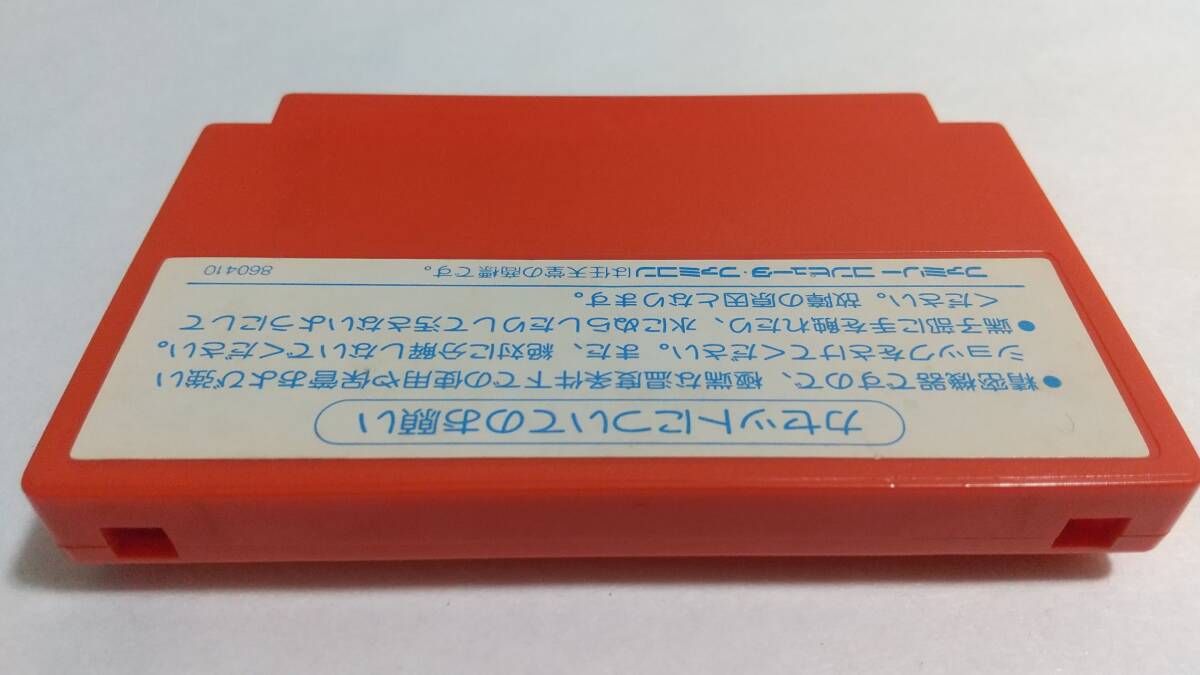 カセットについてのお願い
●精密機器ですので、極端な温度条件下での使用や保管および強い
ショックをさけてください。また、絶対に分解しないでください。
●端子部に手を触れたり、水にぬらしたりして汚さないようにして
ください。故障の原因となります。
ファミリーコンピュータ・ファミコンは任天堂の商標です。 860410